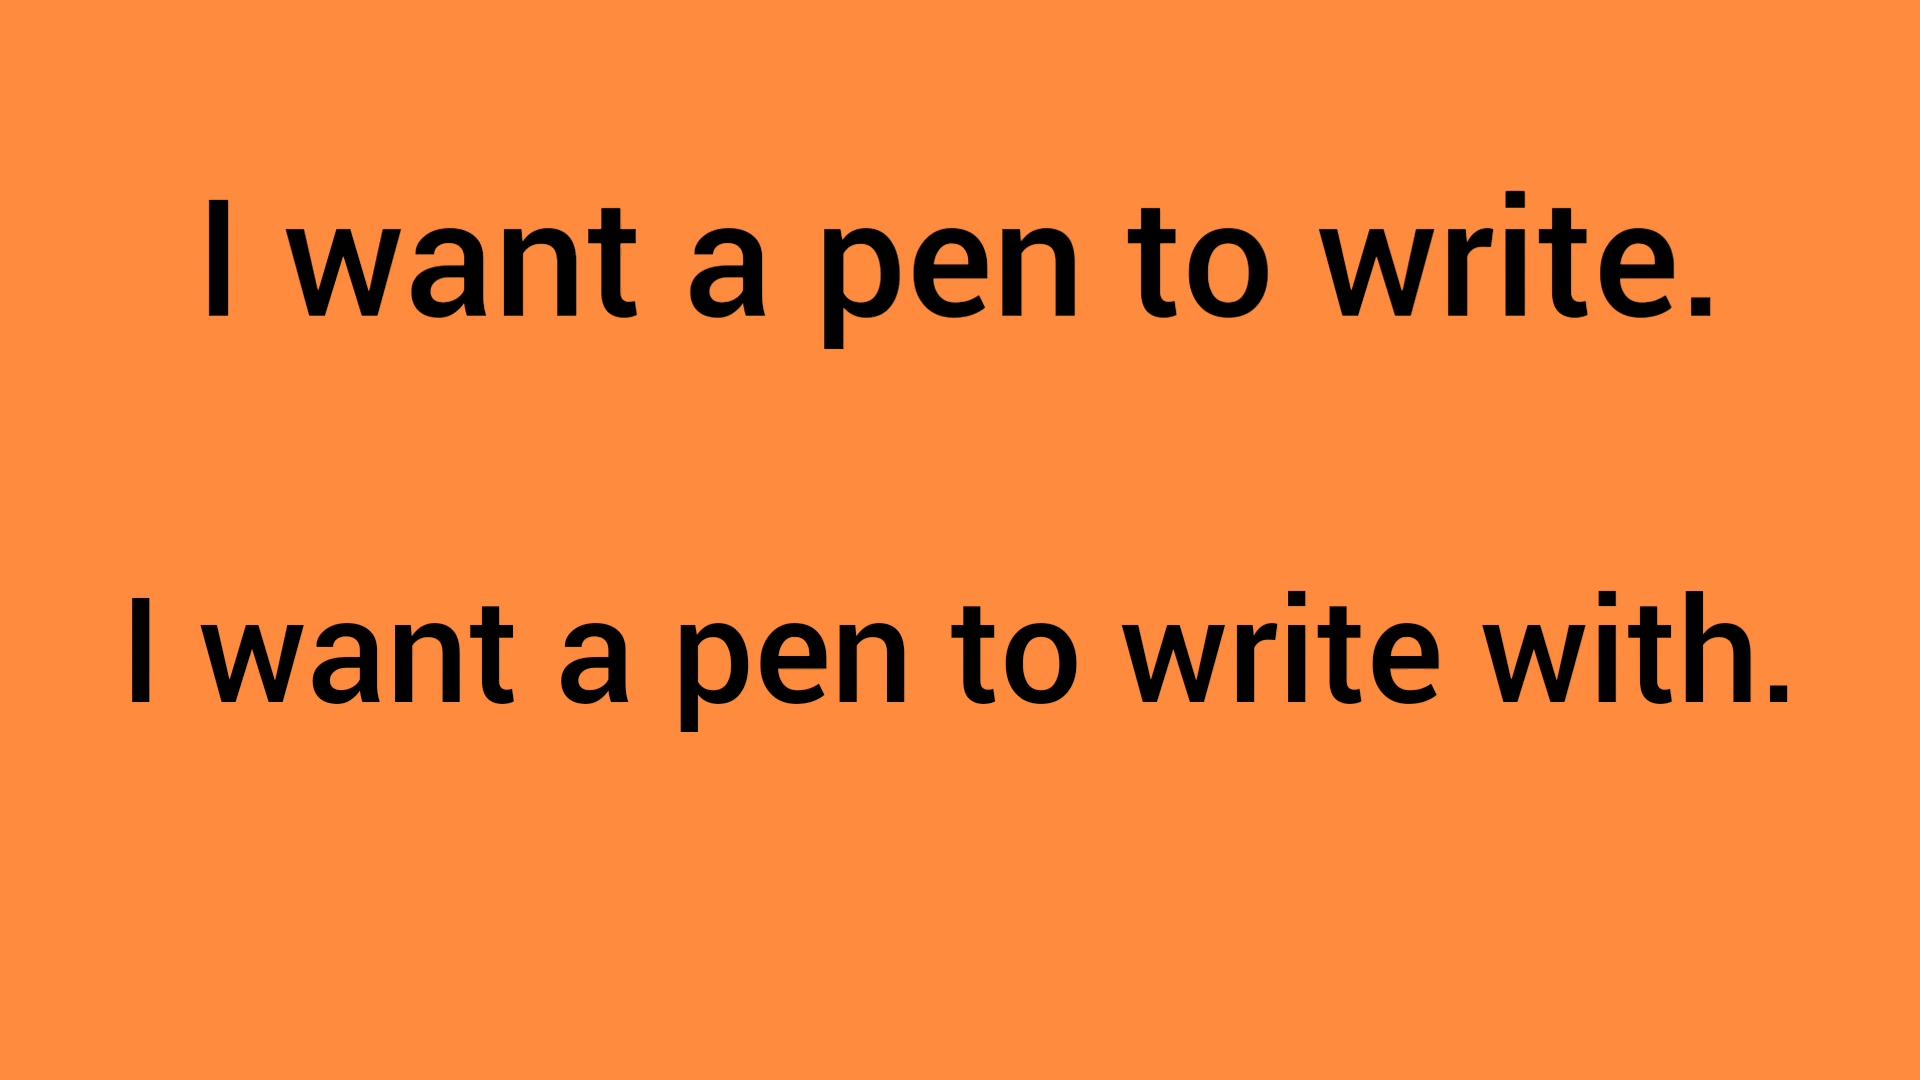 I want a pen to write.
I want a pen to write with.